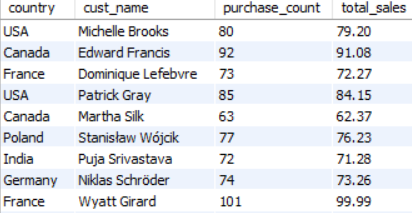 country cust_name purchase_count total_sales
USA Michelle Brooks 80 79.20
Canada Edward Francis 92 91.08
France Dominique Lefebvre 73 72.27
USA Patrick Gray 85 84.15
Canada Martha Silk 63 62.37
Poland Stanisław Wójcik 77 76.23
India Puja Srivastava 72 71.28
Germany Niklas Schröder 74 73.26
France Wyatt Girard 101 99.99